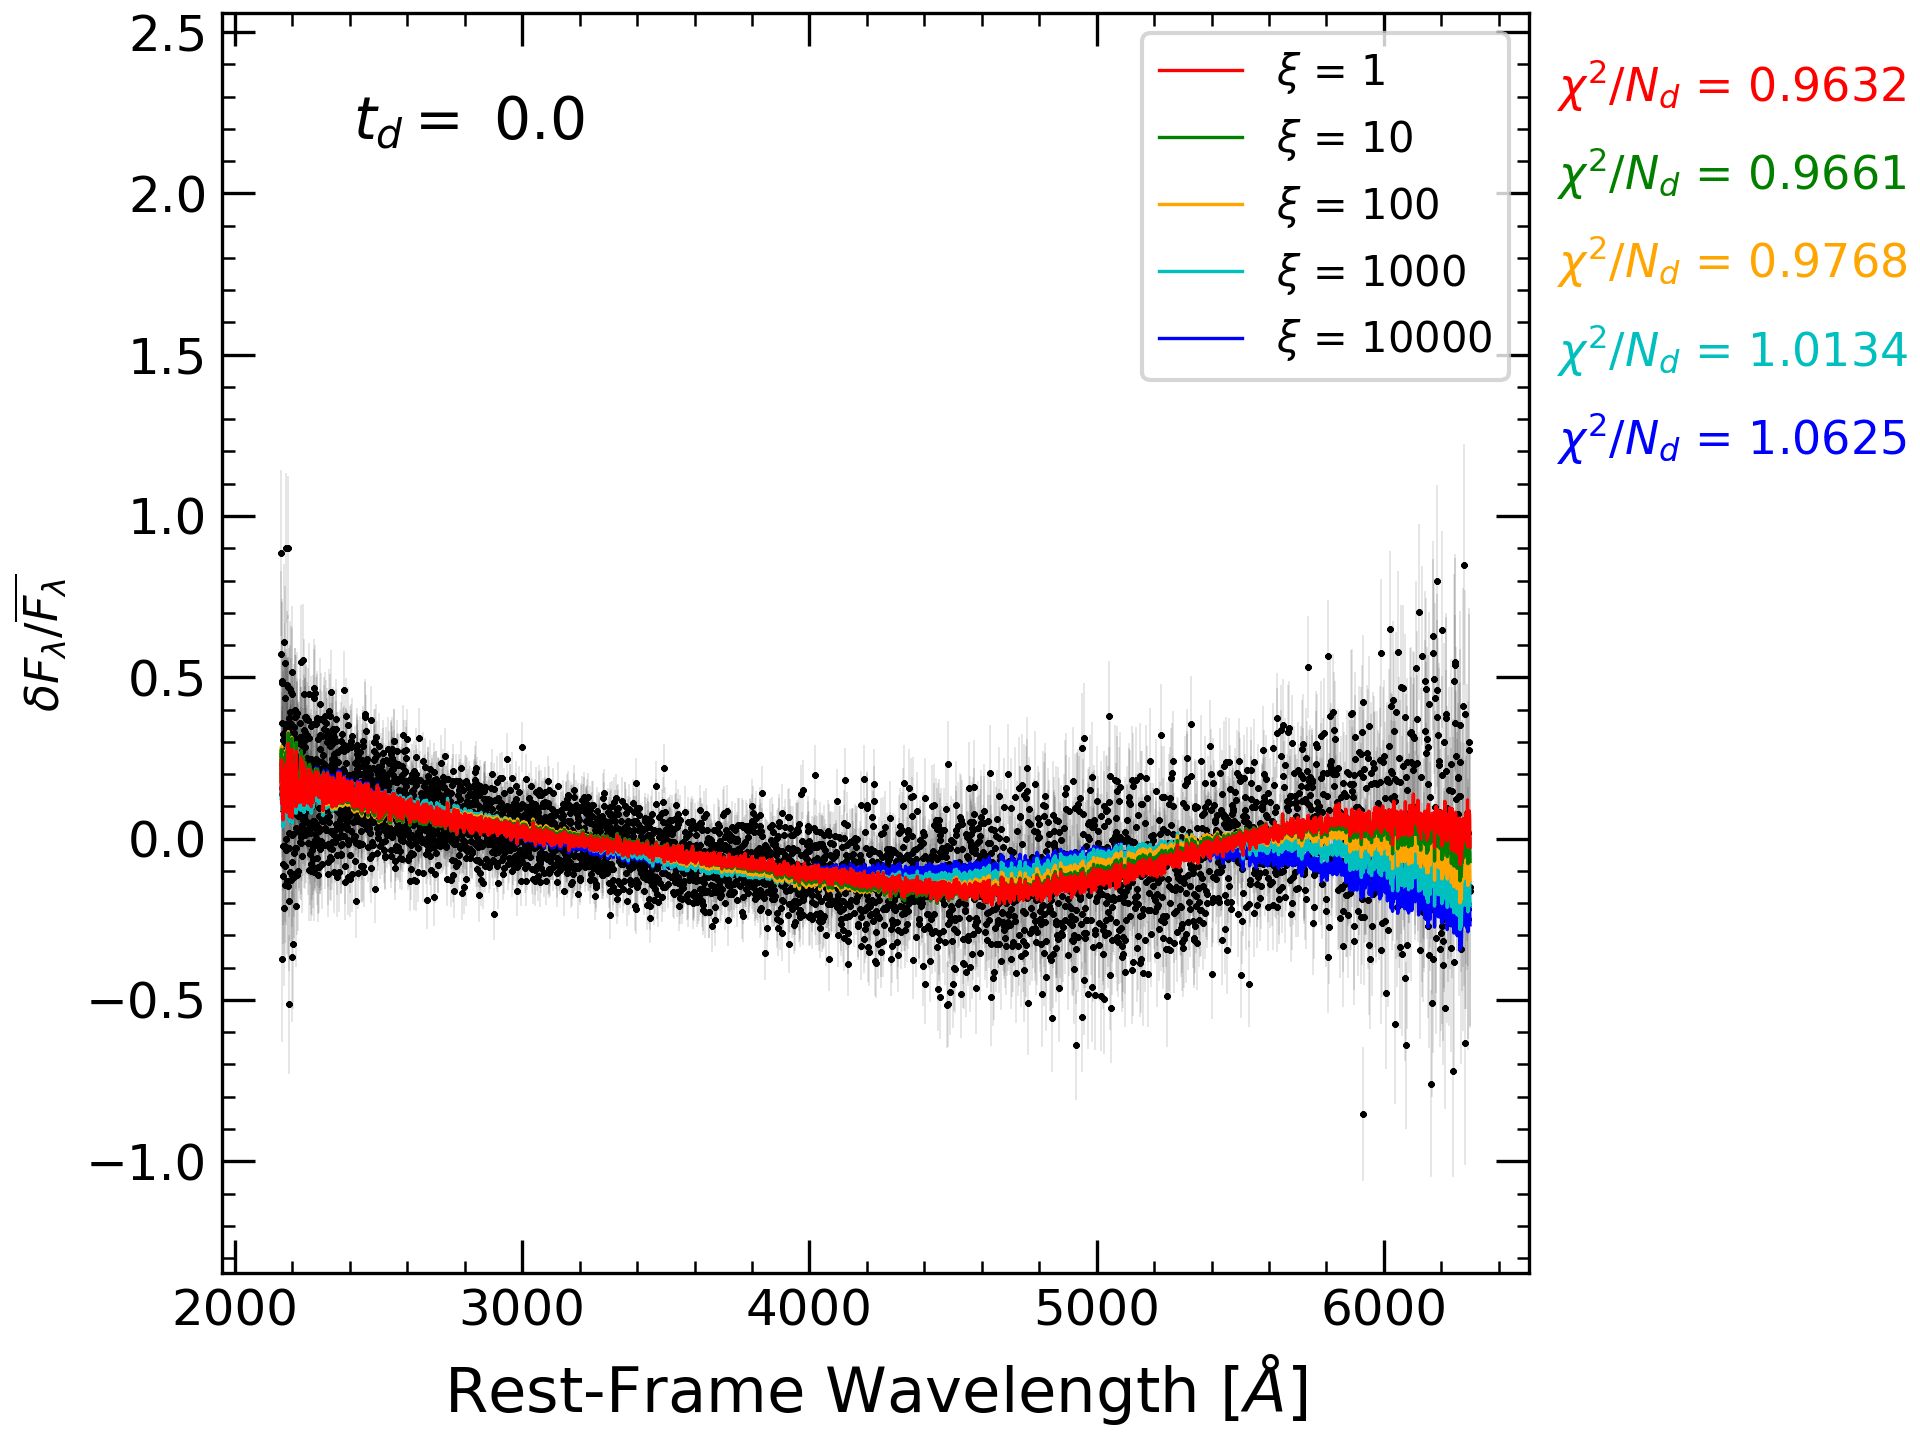 2.5
2.0
1.5
1.0
0.5
0.0
−0.5
−1.0
δF_λ/F̅_λ
t_d = 0.0
ξ = 1
ξ = 10
ξ = 100
ξ = 1000
ξ = 10000
χ²/N_d = 0.9632
χ²/N_d = 0.9661
χ²/N_d = 0.9768
χ²/N_d = 1.0134
χ²/N_d = 1.0625
2000 3000 4000 5000 6000
Rest-Frame Wavelength [Å]